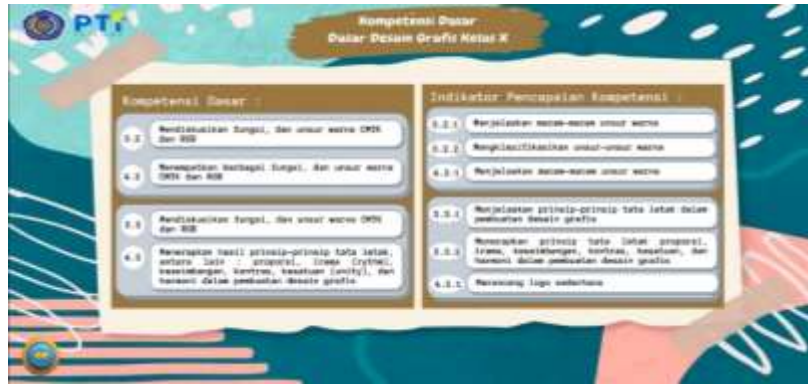 PTI
Kompetensi Dasar
Dasar Desain Grafis Kelas X
Kompetensi Dasar :
3.2 Mendiskusikan fungsi, dan unsur warna CMYK
dan RGB
4.2 Menempatkan berbagai fungsi, dan unsur warna
CMYK dan RGB
3.3 Mendiskusikan fungsi, dan unsur warna CMYK
dan RGB
4.3 Menerapkan hasil prinsip-prinsip tata letak,
antara lain : proporsi, irama (rythm),
keseimbangan, kontras, kesatuan (unity), dan
harmoni dalam pembuatan desain grafis
Indikator Pencapaian Kompetensi :
3.2.1 Menjelaskan macam-macam unsur warna
3.2.2 Mengklasifikasikan unsur-unsur warna
4.2.1 Menjelaskan macam-macam unsur warna
3.3.1 Menjelaskan prinsip-prinsip tata letak dalam
pembuatan desain grafis
3.3.2 Menerapkan prinsip tata letak proporsi,
irama, keseimbangan, kontras, kesatuan, dan
harmoni dalam pembuatan desain grafis
4.3.1 Merancang logo sederhana